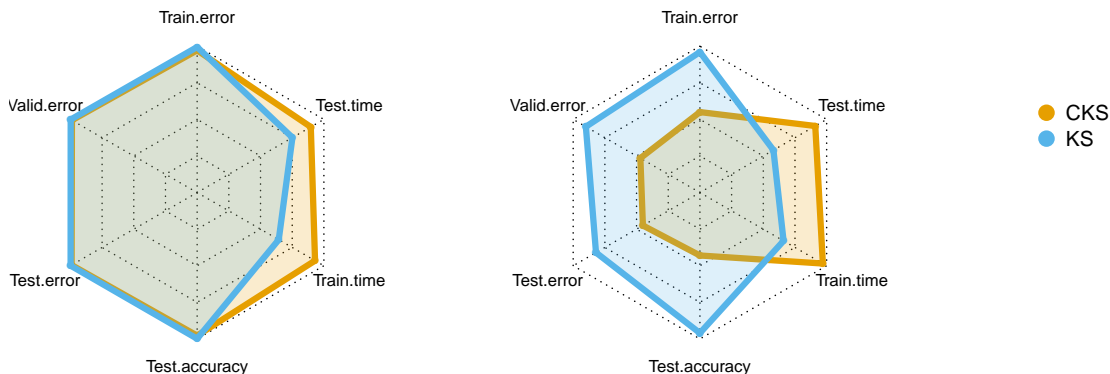 Train.error
Valid.error
Test.time
Test.error
Train.time
Test.accuracy
Train.error
Valid.error
Test.time
Test.error
Train.time
Test.accuracy
CKS
KS